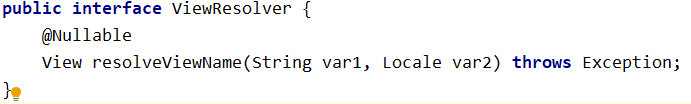 public interface ViewResolver {
    @Nullable
    View resolveViewName(String var1, Locale var2) throws Exception;
}